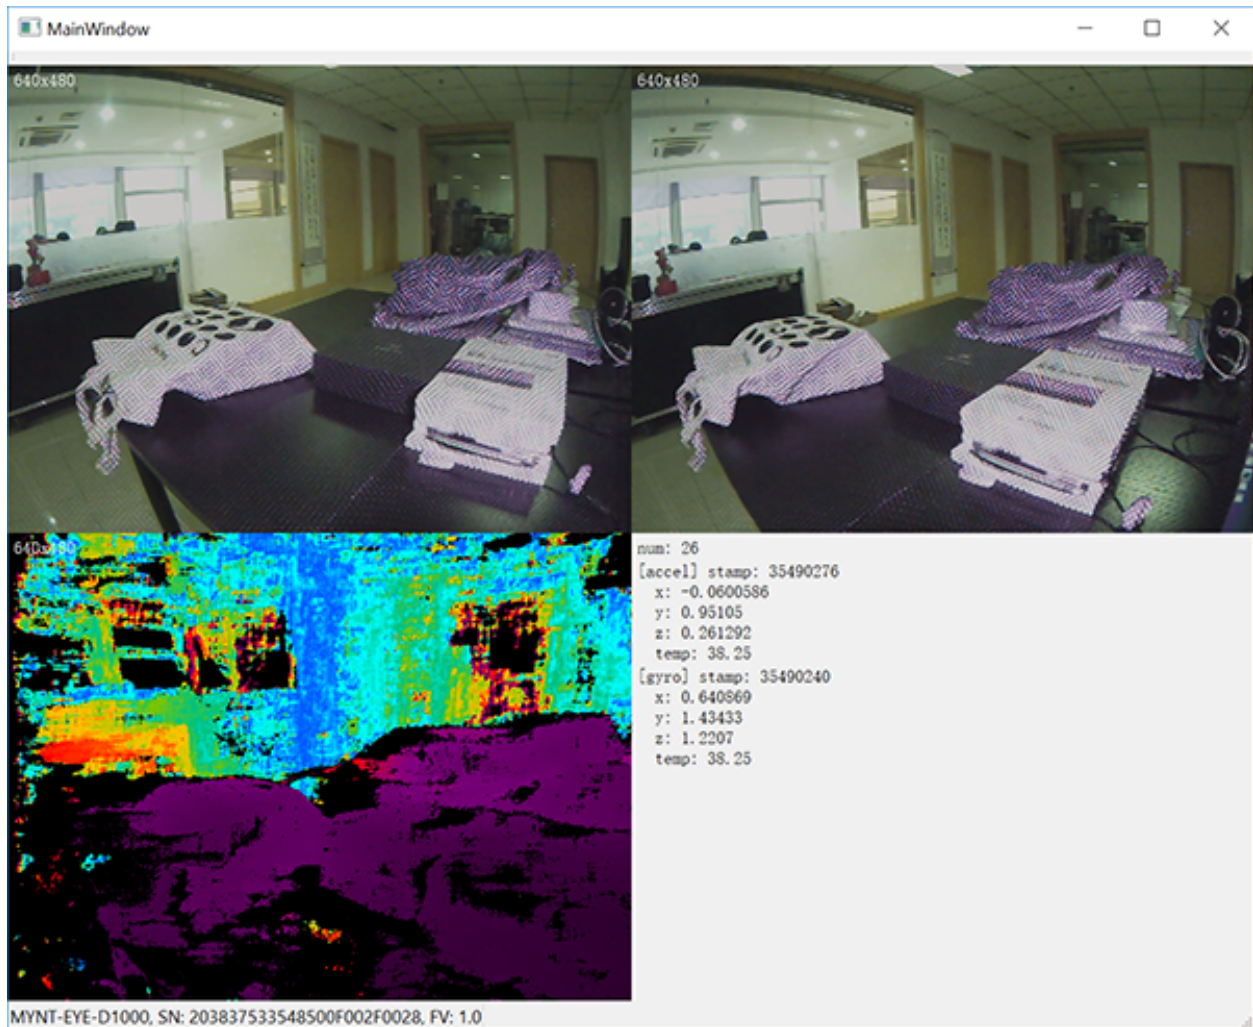 MainWindow
640x480
640x480
640x480
num: 26
[accel] stamp: 35490276
x: -0.0600586
y: 0.95105
z: 0.261292
temp: 38.25
[gyro] stamp: 35490240
x: 0.640869
y: 1.43433
z: 1.2207
temp: 38.25
MYNT-EYE-D1000, SN: 203837533548500F002F0028, FV: 1.0